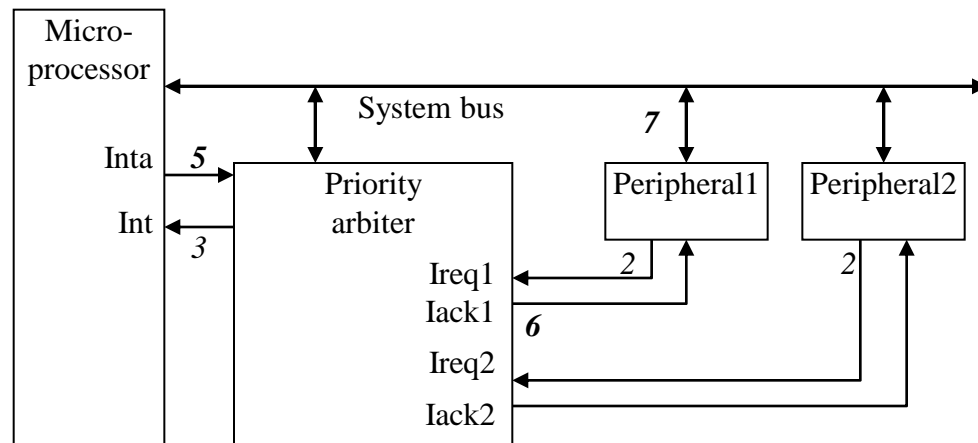 Micro-
processor
System bus
7
Inta
5
Priority
arbiter
Peripheral1
Peripheral2
Int
3
2
2
Ireq1
Iack1
6
Ireq2
Iack2